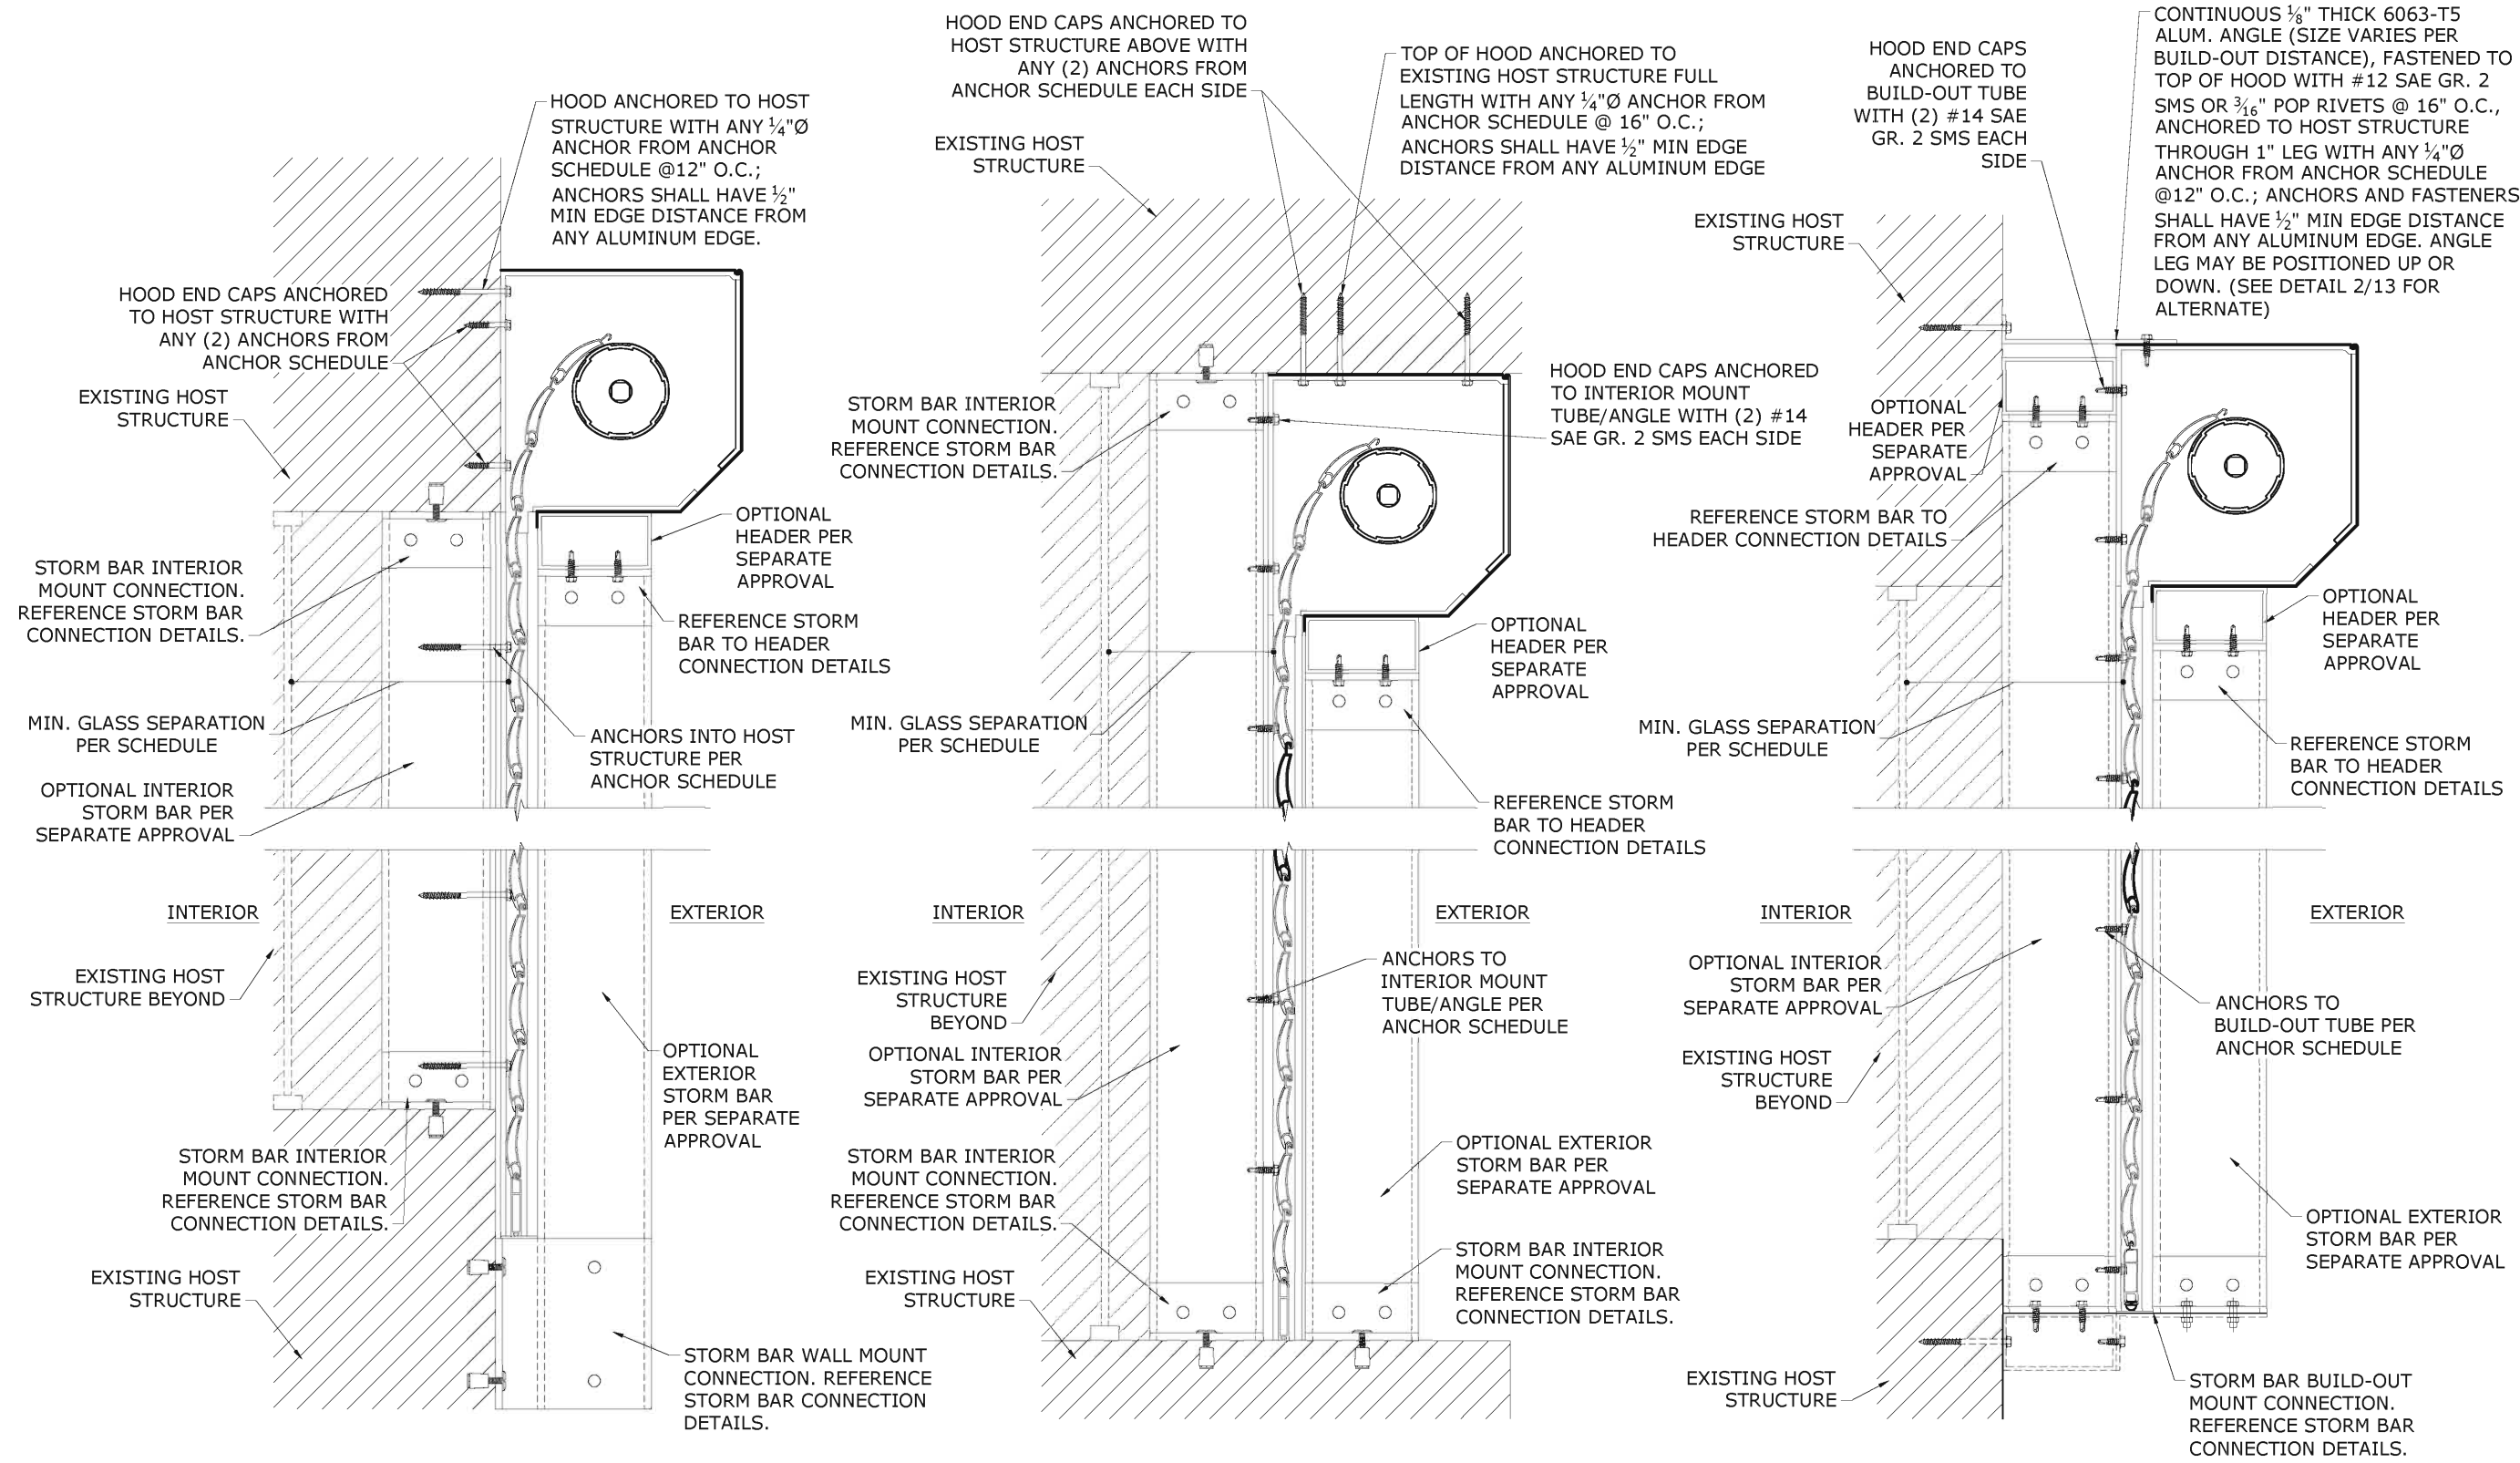 HOOD ANCHORED TO HOST
STRUCTURE WITH ANY ¼"Ø
ANCHOR FROM ANCHOR
SCHEDULE @12" O.C.;
ANCHORS SHALL HAVE ½"
MIN EDGE DISTANCE FROM
ANY ALUMINUM EDGE.
HOOD END CAPS ANCHORED
TO HOST STRUCTURE WITH
ANY (2) ANCHORS FROM
ANCHOR SCHEDULE
EXISTING HOST
STRUCTURE
OPTIONAL
HEADER PER
SEPARATE
APPROVAL
STORM BAR INTERIOR
MOUNT CONNECTION.
REFERENCE STORM BAR
CONNECTION DETAILS.
REFERENCE STORM
BAR TO HEADER
CONNECTION DETAILS
MIN. GLASS SEPARATION
PER SCHEDULE
ANCHORS INTO HOST
STRUCTURE PER
ANCHOR SCHEDULE
OPTIONAL INTERIOR
STORM BAR PER
SEPARATE APPROVAL
INTERIOR
EXTERIOR
EXISTING HOST
STRUCTURE BEYOND
OPTIONAL
EXTERIOR
STORM BAR
PER SEPARATE
APPROVAL
STORM BAR INTERIOR
MOUNT CONNECTION.
REFERENCE STORM BAR
CONNECTION DETAILS.
EXISTING HOST
STRUCTURE
STORM BAR WALL MOUNT
CONNECTION. REFERENCE
STORM BAR CONNECTION
DETAILS.
HOOD END CAPS ANCHORED TO
HOST STRUCTURE ABOVE WITH
ANY (2) ANCHORS FROM
ANCHOR SCHEDULE EACH SIDE
TOP OF HOOD ANCHORED TO
EXISTING HOST STRUCTURE FULL
LENGTH WITH ANY ¼"Ø ANCHOR FROM
ANCHOR SCHEDULE @ 16" O.C.;
ANCHORS SHALL HAVE ½" MIN EDGE
DISTANCE FROM ANY ALUMINUM EDGE
EXISTING HOST
STRUCTURE
HOOD END CAPS ANCHORED
TO INTERIOR MOUNT
TUBE/ANGLE WITH (2) #14
SAE GR. 2 SMS EACH SIDE
STORM BAR INTERIOR
MOUNT CONNECTION.
REFERENCE STORM BAR
CONNECTION DETAILS.
OPTIONAL
HEADER PER
SEPARATE
APPROVAL
MIN. GLASS SEPARATION
PER SCHEDULE
REFERENCE STORM
BAR TO HEADER
CONNECTION DETAILS
INTERIOR
EXTERIOR
EXISTING HOST
STRUCTURE
BEYOND
ANCHORS TO
INTERIOR MOUNT
TUBE/ANGLE PER
ANCHOR SCHEDULE
OPTIONAL INTERIOR
STORM BAR PER
SEPARATE APPROVAL
OPTIONAL EXTERIOR
STORM BAR PER
SEPARATE APPROVAL
STORM BAR INTERIOR
MOUNT CONNECTION.
REFERENCE STORM BAR
CONNECTION DETAILS.
STORM BAR INTERIOR
MOUNT CONNECTION.
REFERENCE STORM BAR
CONNECTION DETAILS.
EXISTING HOST
STRUCTURE
HOOD END CAPS
ANCHORED TO
BUILD-OUT TUBE
WITH (2) #14 SAE
GR. 2 SMS EACH
SIDE
CONTINUOUS ⅛" THICK 6063-T5
ALUM. ANGLE (SIZE VARIES PER
BUILD-OUT DISTANCE), FASTENED TO
TOP OF HOOD WITH #12 SAE GR. 2
SMS OR 3⁄16" POP RIVETS @ 16" O.C.,
ANCHORED TO HOST STRUCTURE
THROUGH 1" LEG WITH ANY ¼"Ø
ANCHOR FROM ANCHOR SCHEDULE
@12" O.C.; ANCHORS AND FASTENERS
SHALL HAVE ½" MIN EDGE DISTANCE
FROM ANY ALUMINUM EDGE. ANGLE
LEG MAY BE POSITIONED UP OR
DOWN. (SEE DETAIL 2/13 FOR
ALTERNATE)
EXISTING HOST
STRUCTURE
OPTIONAL
HEADER PER
SEPARATE
APPROVAL
REFERENCE STORM BAR TO
HEADER CONNECTION DETAILS
OPTIONAL
HEADER PER
SEPARATE
APPROVAL
MIN. GLASS SEPARATION
PER SCHEDULE
REFERENCE STORM
BAR TO HEADER
CONNECTION DETAILS
INTERIOR
EXTERIOR
OPTIONAL INTERIOR
STORM BAR PER
SEPARATE APPROVAL
ANCHORS TO
BUILD-OUT TUBE PER
ANCHOR SCHEDULE
EXISTING HOST
STRUCTURE
BEYOND
OPTIONAL EXTERIOR
STORM BAR PER
SEPARATE APPROVAL
EXISTING HOST
STRUCTURE
STORM BAR BUILD-OUT
MOUNT CONNECTION.
REFERENCE STORM BAR
CONNECTION DETAILS.